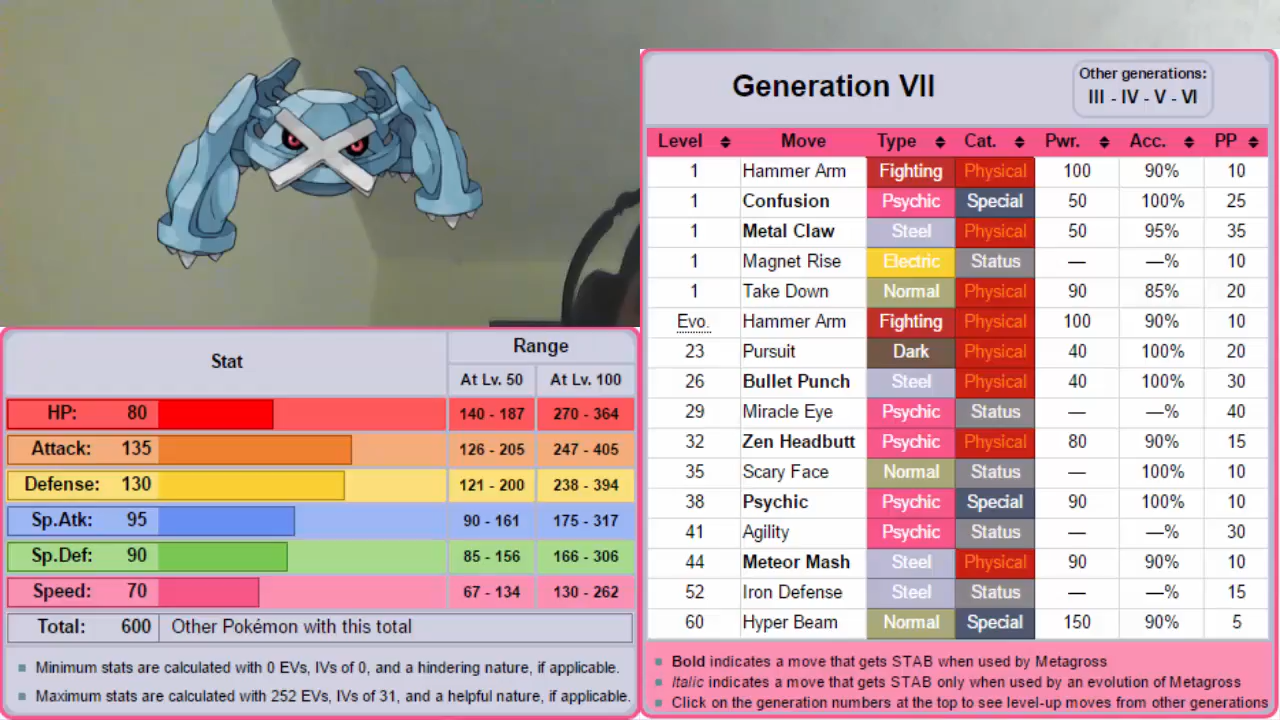 Generation VII
Other generations:
III - IV - V - VI
Level Move Type Cat. Pwr. Acc. PP
1 Hammer Arm Fighting Physical 100 90% 10
1 Confusion Psychic Special 50 100% 25
1 Metal Claw Steel Physical 50 95% 35
1 Magnet Rise Electric Status — —% 10
1 Take Down Normal Physical 90 85% 20
Evo. Hammer Arm Fighting Physical 100 90% 10
23 Pursuit Dark Physical 40 100% 20
26 Bullet Punch Steel Physical 40 100% 30
29 Miracle Eye Psychic Status — —% 40
32 Zen Headbutt Psychic Physical 80 90% 15
35 Scary Face Normal Status — 100% 10
38 Psychic Psychic Special 90 100% 10
41 Agility Psychic Status — —% 30
44 Meteor Mash Steel Physical 90 90% 10
52 Iron Defense Steel Status — —% 15
60 Hyper Beam Normal Special 150 90% 5
Bold indicates a move that gets STAB when used by Metagross
Italic indicates a move that gets STAB only when used by an evolution of Metagross
Click on the generation numbers at the top to see level-up moves from other generations
Stat Range
At Lv. 50 At Lv. 100
HP: 80 140 - 187 270 - 364
Attack: 135 126 - 205 247 - 405
Defense: 130 121 - 200 238 - 394
Sp.Atk: 95 90 - 161 175 - 317
Sp.Def: 90 85 - 156 166 - 306
Speed: 70 67 - 134 130 - 262
Total: 600 Other Pokémon with this total
Minimum stats are calculated with 0 EVs, IVs of 0, and a hindering nature, if applicable.
Maximum stats are calculated with 252 EVs, IVs of 31, and a helpful nature, if applicable.